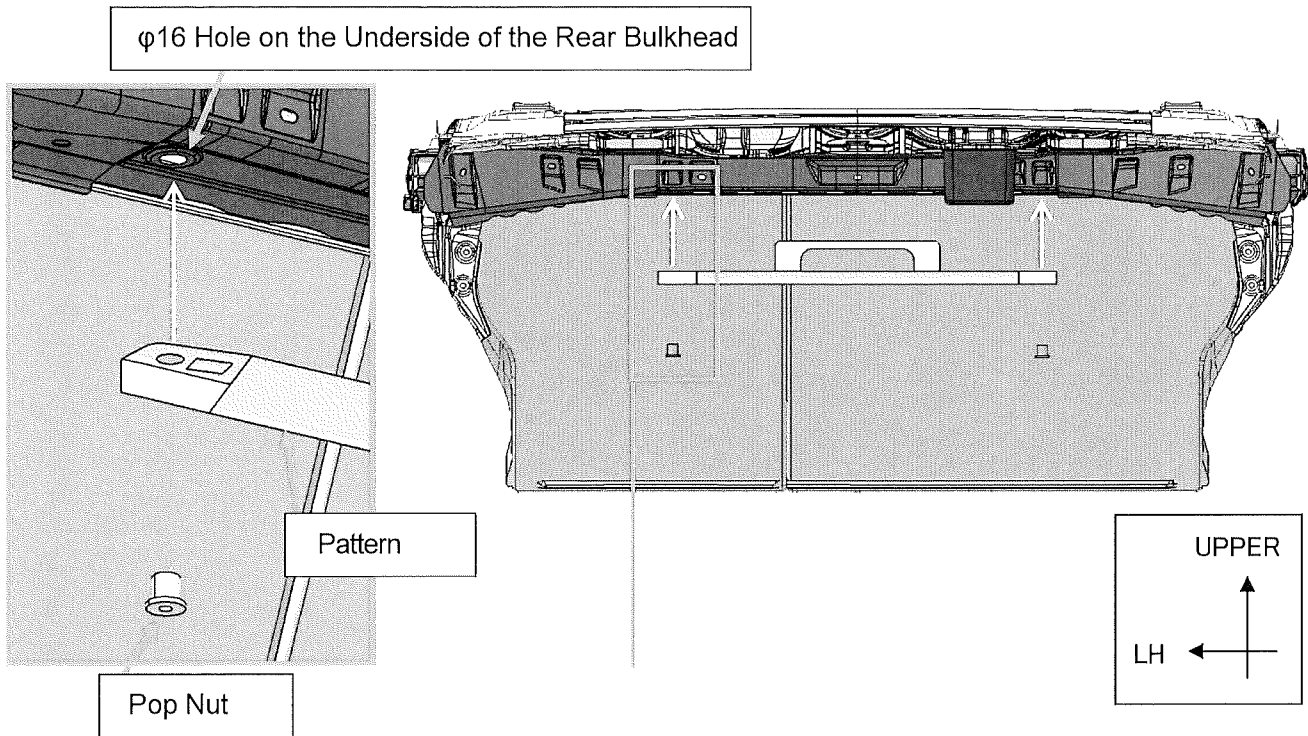 φ16 Hole on the Underside of the Rear Bulkhead
Pattern
Pop Nut
UPPER
LH